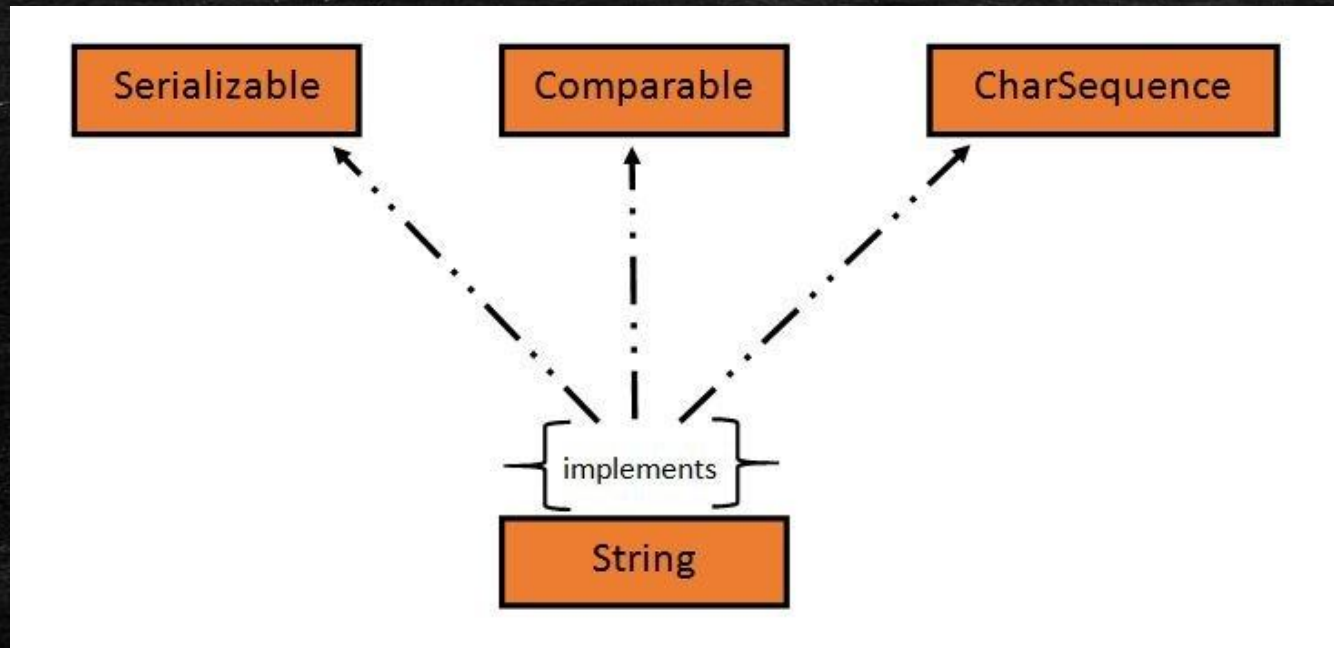 Serializable
Comparable
CharSequence
implements
String